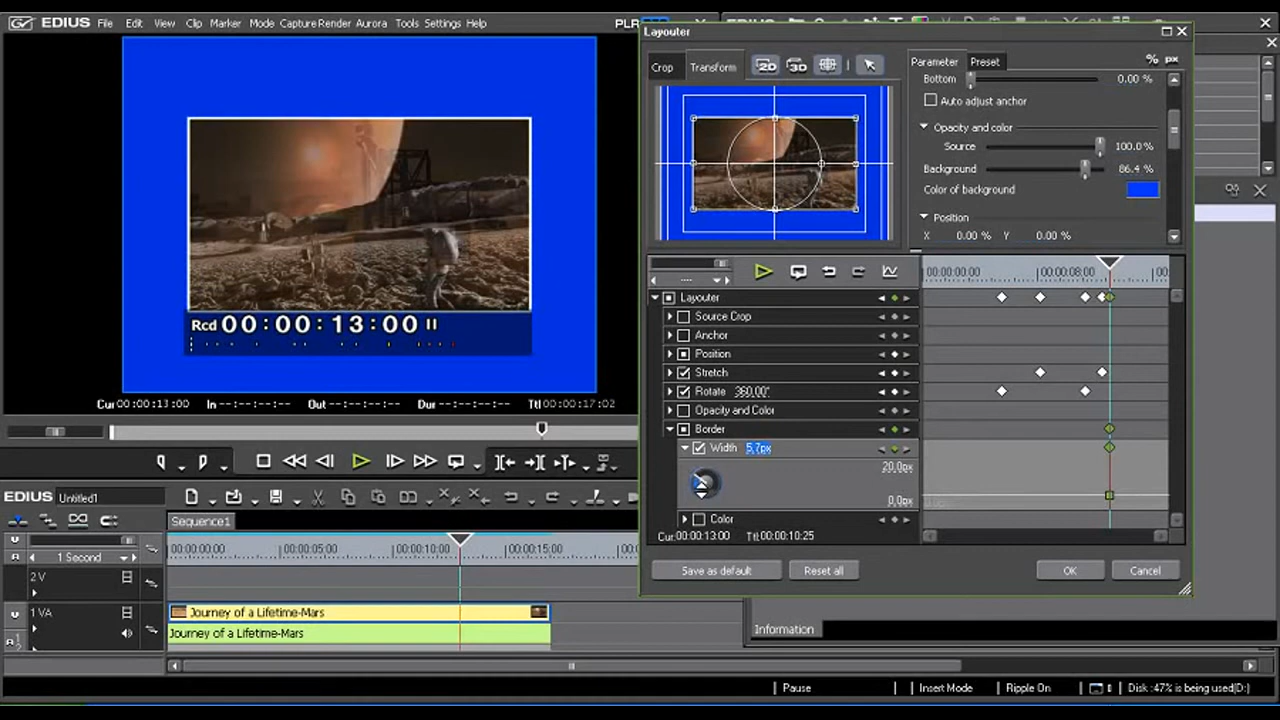 EDIUS File Edit View Clip Marker Mode Capture Render Aurora Tools Settings Help PLR
EDIUS
Layouter
Crop Transform 2D 3D
Parameter Preset % px
Bottom 0.00 %
Auto adjust anchor
Opacity and color
Source 100.0%
Background 86.4 %
Color of background
Position
X 0.00 % Y 0.00 %
Rcd 00:00:13:00 II
Cur 00:00:13:00 In --:--:--:-- Out --:--:--:-- Dur --:--:--:-- Ttl 00:00:17:02
----
00:00:00:00 00:00:08:00 00:
Layouter
Source Crop
Anchor
Position
Stretch
Rotate 360.00°
Opacity and Color
Border
Width 5.7px
20.0px
0.0px
Color
Cur:00:00:13:00 Ttl:00:00:10:25
Save as default Reset all OK Cancel
EDIUS Untitled1
Sequence1
1 Second
00:00:00:00 00:00:05:00 00:00:10:00 00:00:15:00 00:
2 V
1 VA
Journey of a Lifetime-Mars
Journey of a Lifetime-Mars
Information
Pause Insert Mode Ripple On Disk :47% is being used(D:)